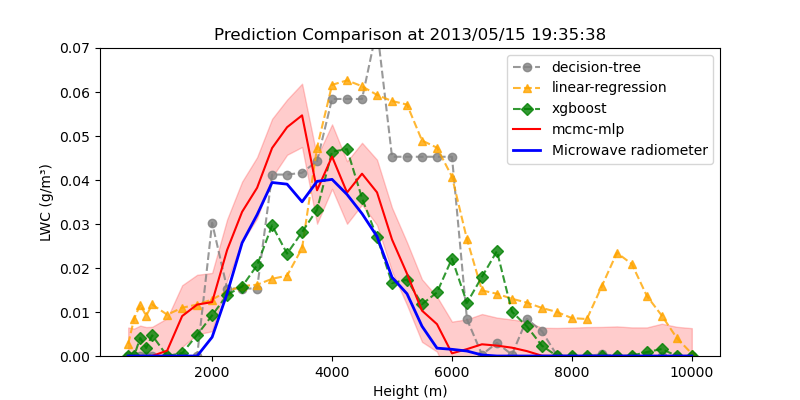 Prediction Comparison at 2013/05/15 19:35:38
0.07
0.06
0.05
0.04
0.03
0.02
0.01
0.00
LWC (g/m³)
decision-tree
linear-regression
xgboost
mcmc-mlp
Microwave radiometer
2000 4000 6000 8000 10000
Height (m)